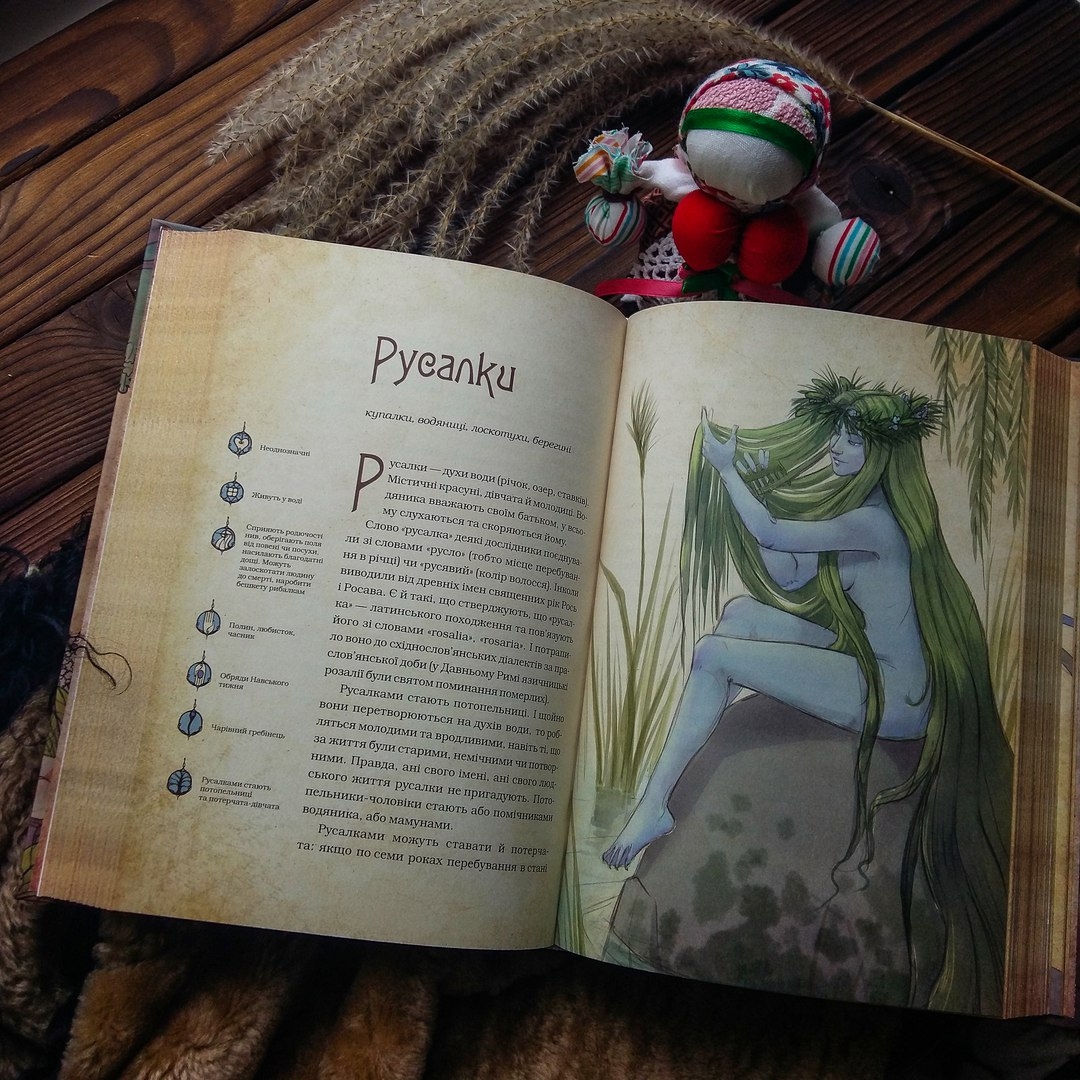 Русалки
купалки, водяниці, лоскотухи, берегині
Неоднозначні
Живуть у воді
Сприяють родючості
нив, оберігають поля
від повені чи посухи,
насилають благодатні
дощі. Можуть
залоскотати людину
до смерті, наробити
бешкету рибалкам
Полин, любисток,
часник
Обряди Навського
тижня
Чарівний гребінець
Русалками стають
потопельниці
та потерчата-дівчата
Русалки — духи води (річок, озер, ставків).
Містичні красуні, дівчата й молодиці. Во-
дяника вважають своїм батьком, у всьо-
му слухаються та скоряються йому.
Слово «русалка» деякі дослідники поєднува-
ли зі словами «русло» (тобто місце перебуван-
ня в річці) чи «русявий» (колір волосся). Інколи
виводили від древніх імен священних рік Рось
і Росава. Є й такі, що стверджують, що «русал-
ка» — латинського походження та пов’язують
його зі словами «rosalia», «rosaria». І потрапи-
ло воно до східнослов’янських діалектів за пра-
слов’янської доби (у Давньому Римі язичницькі
розалії були святом поминання померлих).
Русалками стають потопельниці. І щойно
вони перетворюються на духів води, то роб-
ляться молодими та вродливими, навіть ті, що
за життя були старими, немічними чи потвор-
ними. Правда, ані свого імені, ані свого люд-
ського життя русалки не пригадують. Пото-
пельники-чоловіки стають або помічниками
водяника, або мамунами.
Русалками можуть ставати й потерча-
та: якщо по семи роках перебування в стані